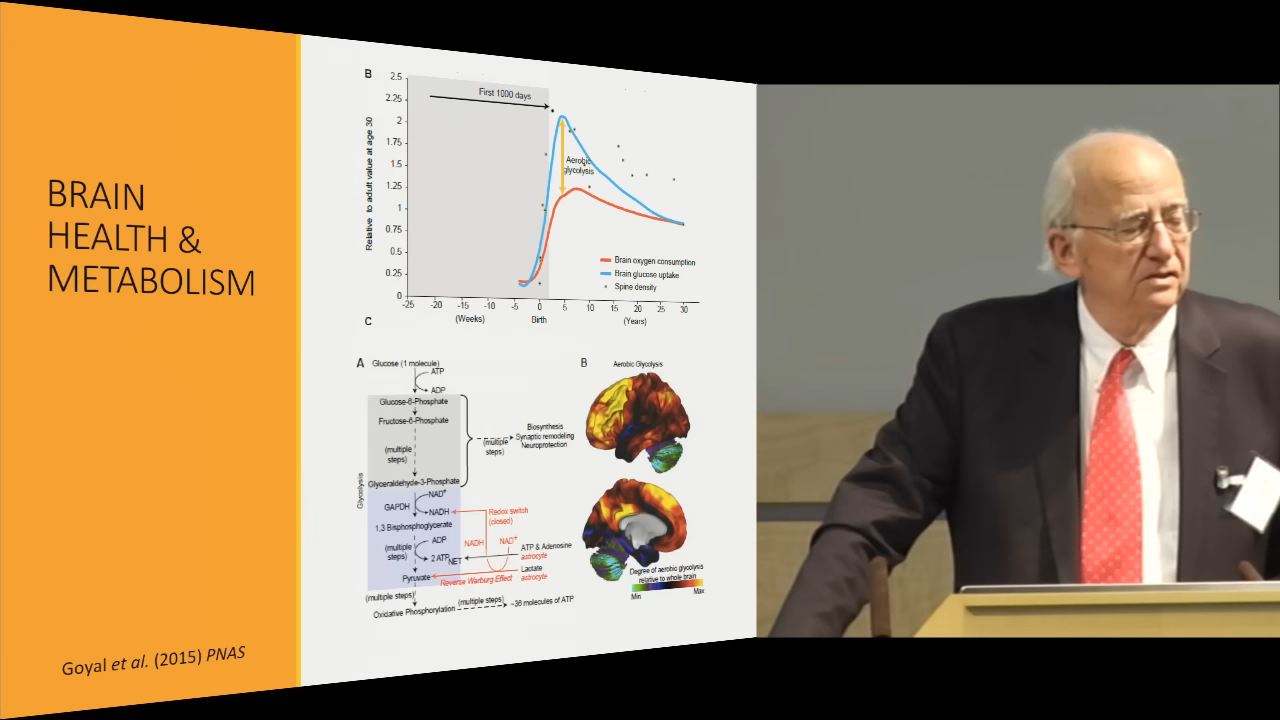 BRAIN
HEALTH &
METABOLISM
Goyal et al. (2015) PNAS
B
Relative to adult value at age 30
2.5
2.25
2
1.75
1.5
1.25
1
0.75
0.5
0.25
0
First 1000 days
Aerobic
glycolysis
Brain oxygen consumption
Brain glucose uptake
Spine density
-25 -20 -15 -10 -5 0 5 10 15 20 25 30
(Weeks) Birth (Years)
C
A
Glucose (1 molecule)
ATP
ADP
Glucose-6-Phosphate
Fructose-6-Phosphate
(multiple
steps)
Glyceraldehyde-3-Phosphate
(multiple
steps)
Biosynthesis
Synaptic remodeling
Neuroprotection
Glycolysis
GAPDH
NAD+
NADH
Redox switch
(closed)
1,3 Bisphosphoglycerate
(multiple
steps)
ADP
2 ATP
NET
NADH
NAD+
ATP & Adenosine
astrocyte
Lactate
astrocyte
Pyruvate
Reverse Warburg Effect
(multiple steps)
Oxidative Phosphorylation
(multiple steps)
~36 molecules of ATP
B
Aerobic Glycolysis
Degree of aerobic glycolysis
relative to whole brain
Min
Max